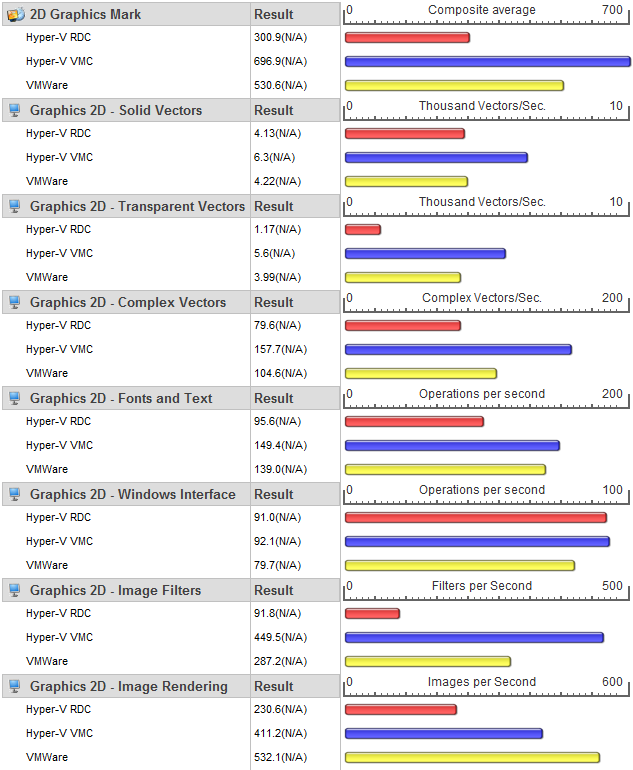 2D Graphics Mark Result 0 Composite average 700
Hyper-V RDC 300.9(N/A)
Hyper-V VMC 696.9(N/A)
VMWare 530.6(N/A)
Graphics 2D - Solid Vectors Result 0 Thousand Vectors/Sec. 10
Hyper-V RDC 4.13(N/A)
Hyper-V VMC 6.3(N/A)
VMWare 4.22(N/A)
Graphics 2D - Transparent Vectors Result 0 Thousand Vectors/Sec. 10
Hyper-V RDC 1.17(N/A)
Hyper-V VMC 5.6(N/A)
VMWare 3.99(N/A)
Graphics 2D - Complex Vectors Result 0 Complex Vectors/Sec. 200
Hyper-V RDC 79.6(N/A)
Hyper-V VMC 157.7(N/A)
VMWare 104.6(N/A)
Graphics 2D - Fonts and Text Result 0 Operations per second 200
Hyper-V RDC 95.6(N/A)
Hyper-V VMC 149.4(N/A)
VMWare 139.0(N/A)
Graphics 2D - Windows Interface Result 0 Operations per second 100
Hyper-V RDC 91.0(N/A)
Hyper-V VMC 92.1(N/A)
VMWare 79.7(N/A)
Graphics 2D - Image Filters Result 0 Filters per Second 500
Hyper-V RDC 91.8(N/A)
Hyper-V VMC 449.5(N/A)
VMWare 287.2(N/A)
Graphics 2D - Image Rendering Result 0 Images per Second 600
Hyper-V RDC 230.6(N/A)
Hyper-V VMC 411.2(N/A)
VMWare 532.1(N/A)